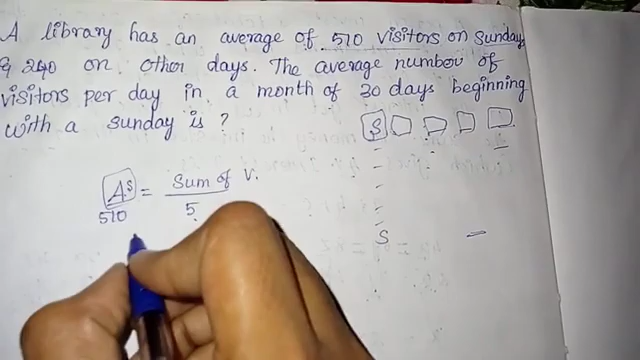 A library has an average of 510 visitors on Sunday
& 240 on other days. The average number of
visitors per day in a month of 30 days beginning
with a sunday is ?
S
A^s = Sum of V.
510 5
S